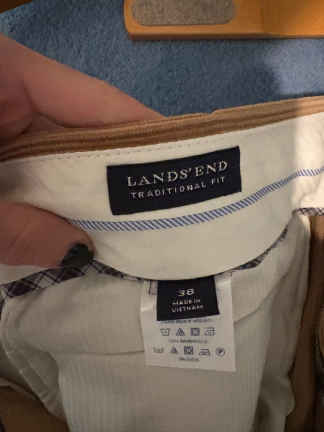 LANDS' END
TRADITIONAL FIT
38
MADE IN
VIETNAM